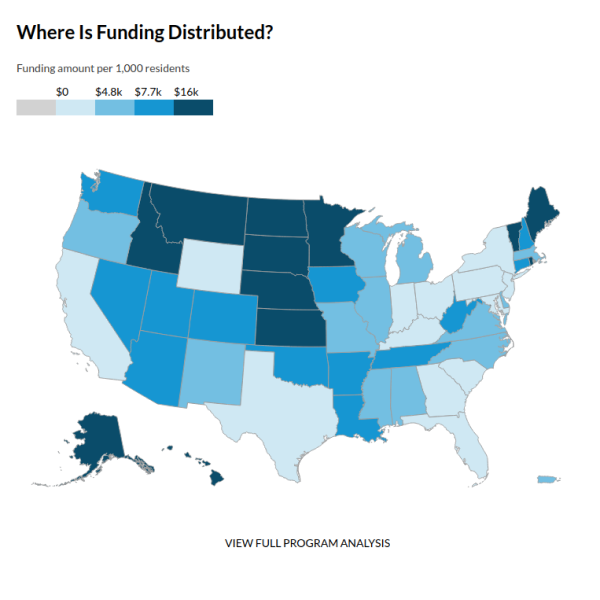 Where Is Funding Distributed?
Funding amount per 1,000 residents
$0 $4.8k $7.7k $16k
VIEW FULL PROGRAM ANALYSIS